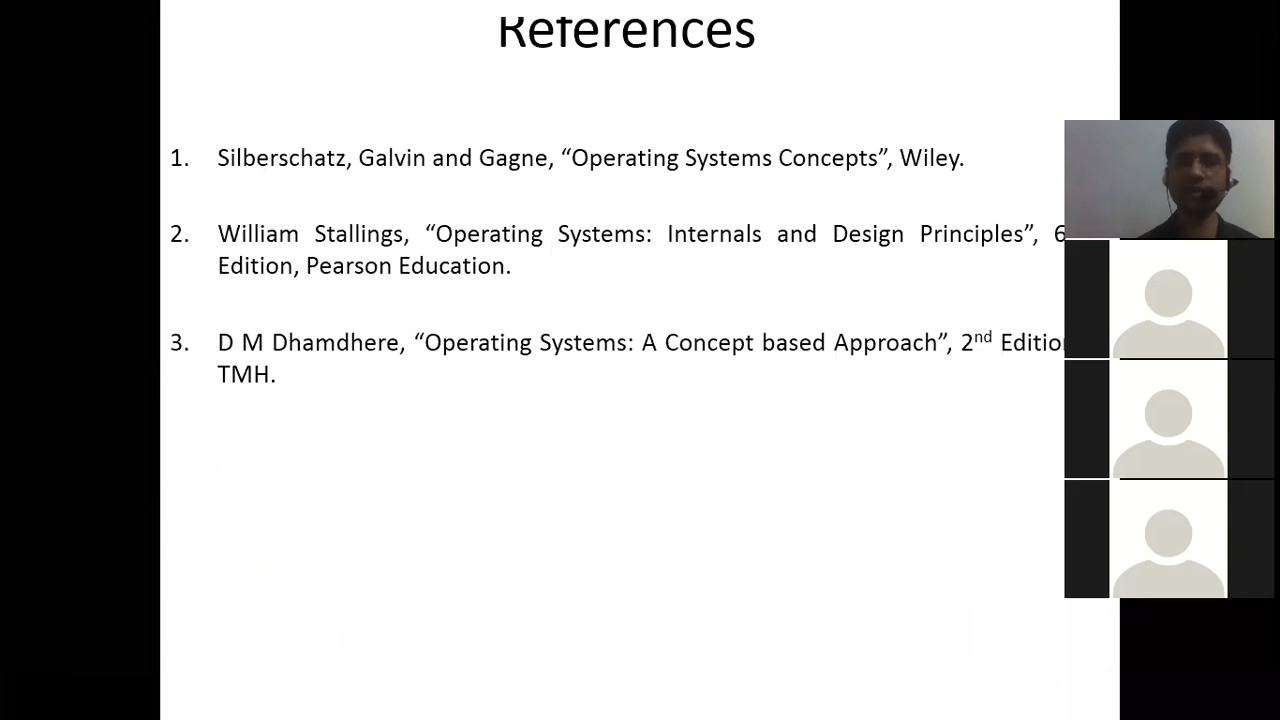 References
1. Silberschatz, Galvin and Gagne, “Operating Systems Concepts”, Wiley.
2. William Stallings, “Operating Systems: Internals and Design Principles”, 6
Edition, Pearson Education.
3. D M Dhamdhere, “Operating Systems: A Concept based Approach”, 2nd Edition
TMH.